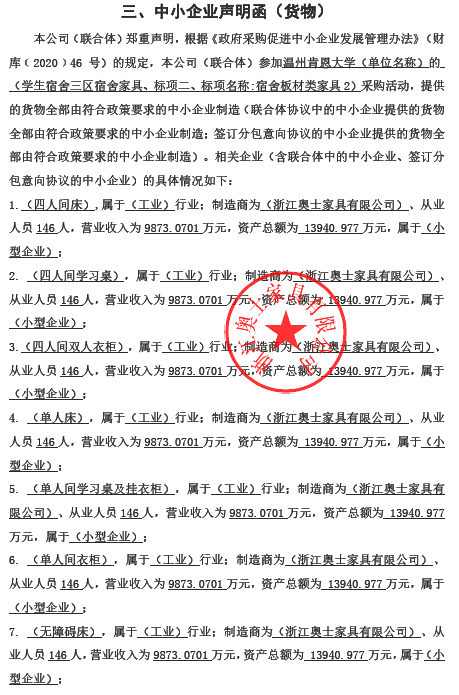 三、中小企业声明函（货物）
本公司（联合体）郑重声明，根据《政府采购促进中小企业发展管理办法》（财
库﹝2020﹞46 号）的规定，本公司（联合体）参加温州肯恩大学（单位名称）的
（学生宿舍三区宿舍家具、标项二、标项名称:宿舍板材类家具2）采购活动，提供
的货物全部由符合政策要求的中小企业制造（联合体协议中的中小企业提供的货物
全部由符合政策要求的中小企业制造；签订分包意向协议的中小企业提供的货物全
部由符合政策要求的中小企业制造）。相关企业（含联合体中的中小企业、签订分
包意向协议的中小企业）的具体情况如下：
1. （四人间床），属于（工业）行业；制造商为（浙江奥士家具有限公司）、从业
人员 146 人，营业收入为 9873.0701 万元，资产总额为 13940.977 万元，属于（小
型企业）；
2. （四人间学习桌），属于（工业）行业；制造商为（浙江奥士家具有限公司）、
从业人员 146 人，营业收入为 9873.0701 万元，资产总额为 13940.977 万元，属于
（小型企业）；
3. （四人间双人衣柜），属于（工业）行业；制造商为（浙江奥士家具有限公司）、
从业人员 146 人，营业收入为 9873.0701 万元，资产总额为 13940.977 万元，属于
（小型企业）；
4. （单人床），属于（工业）行业；制造商为（浙江奥士家具有限公司）、从业
人员 146 人，营业收入为 9873.0701 万元，资产总额为 13940.977 万元，属于（小
型企业）；
5. （单人间学习桌及挂衣柜），属于（工业）行业；制造商为（浙江奥士家具有
限公司）、从业人员 146 人，营业收入为 9873.0701 万元，资产总额为 13940.977
万元，属于（小型企业）；
6. （单人间衣柜），属于（工业）行业；制造商为（浙江奥士家具有限公司）、
从业人员 146 人，营业收入为 9873.0701 万元，资产总额为 13940.977 万元，属于
（小型企业）；
7. （无障碍床），属于（工业）行业；制造商为（浙江奥士家具有限公司）、从
业人员 146 人，营业收入为 9873.0701 万元，资产总额为 13940.977 万元，属于（小
型企业）；
浙江奥士家具有限公司